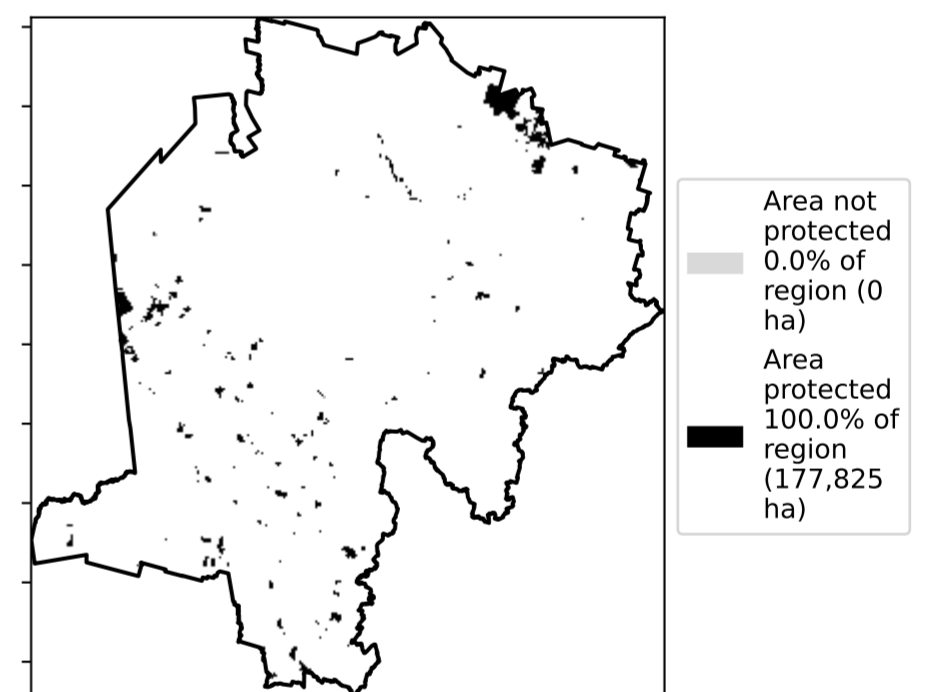 Area not
protected
0.0% of
region (0
ha)
Area
protected
100.0% of
region
(177,825
ha)